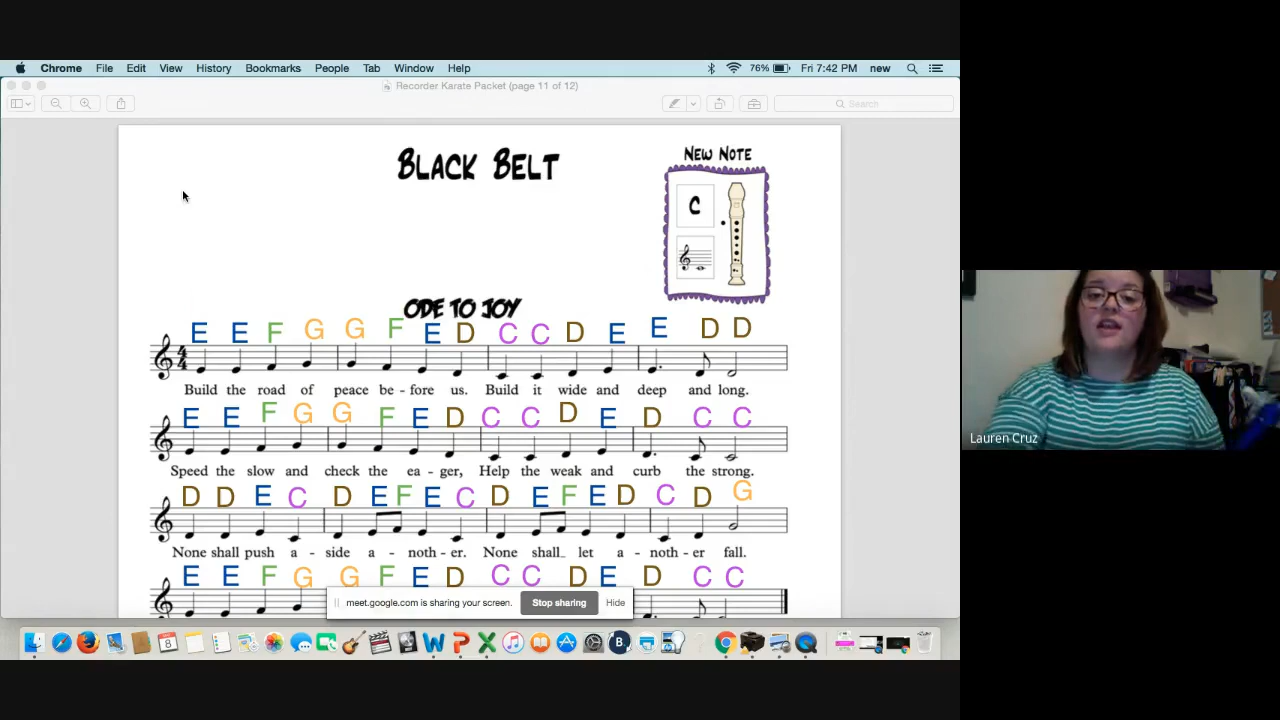 Chrome File Edit View History Bookmarks People Tab Window Help 76% Fri 7:42 PM new
Recorder Karate Packet (page 11 of 12)
Search
BLACK BELT
NEW NOTE
C
ODE TO JOY
E E F G G F E D C C D E E D D
4
4
Build the road of peace be - fore us. Build it wide and deep and long.
E E F G G F E D C C D E D C C
Speed the slow and check the ea - ger, Help the weak and curb the strong.
D D E C D E F E C D E F E D C D G
None shall push a - side a - noth - er. None shall_ let a - noth - er fall.
E E F G G F E D C C D E D C C
meet.google.com is sharing your screen. Stop sharing Hide
Lauren Cruz